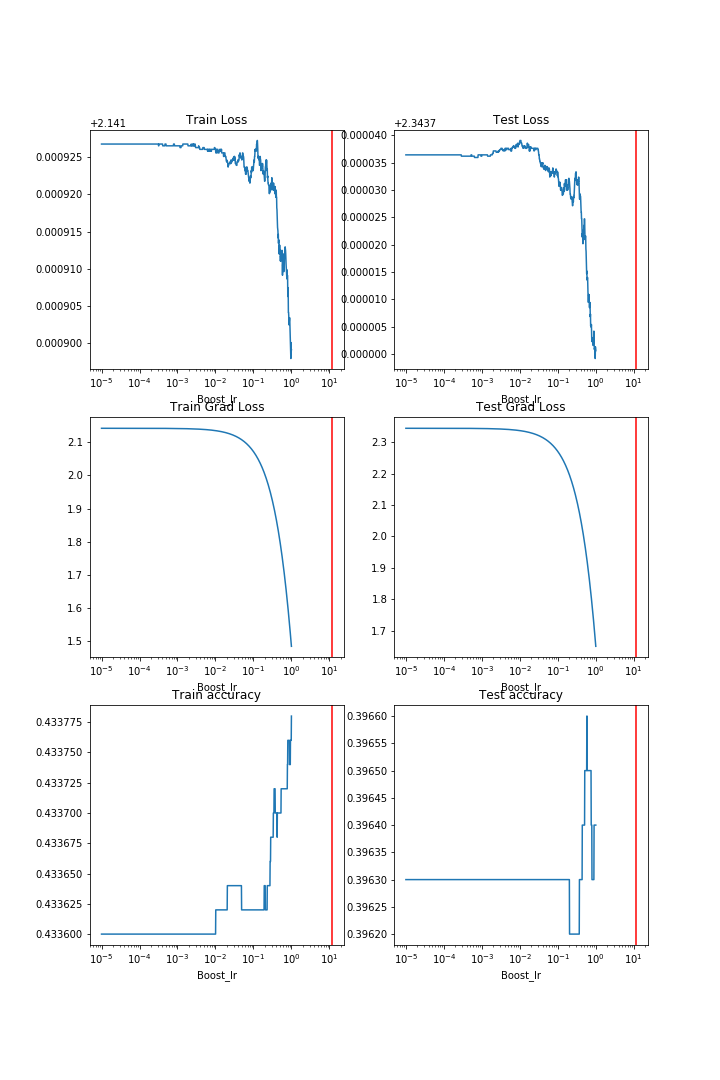 Train Loss
+2.141
0.000925
0.000920
0.000915
0.000910
0.000905
0.000900
10⁻⁵ 10⁻⁴ 10⁻³ 10⁻² 10⁻¹ 10⁰ 10¹
Boost_lr
Test Loss
+2.3437
0.000040
0.000035
0.000030
0.000025
0.000020
0.000015
0.000010
0.000005
0.000000
10⁻⁵ 10⁻⁴ 10⁻³ 10⁻² 10⁻¹ 10⁰ 10¹
Boost_lr
Train Grad Loss
2.1
2.0
1.9
1.8
1.7
1.6
1.5
10⁻⁵ 10⁻⁴ 10⁻³ 10⁻² 10⁻¹ 10⁰ 10¹
Boost_lr
Test Grad Loss
2.3
2.2
2.1
2.0
1.9
1.8
1.7
10⁻⁵ 10⁻⁴ 10⁻³ 10⁻² 10⁻¹ 10⁰ 10¹
Boost_lr
Train accuracy
0.433775
0.433750
0.433725
0.433700
0.433675
0.433650
0.433625
0.433600
10⁻⁵ 10⁻⁴ 10⁻³ 10⁻² 10⁻¹ 10⁰ 10¹
Boost_lr
Test accuracy
0.39660
0.39655
0.39650
0.39645
0.39640
0.39635
0.39630
0.39625
0.39620
10⁻⁵ 10⁻⁴ 10⁻³ 10⁻² 10⁻¹ 10⁰ 10¹
Boost_lr